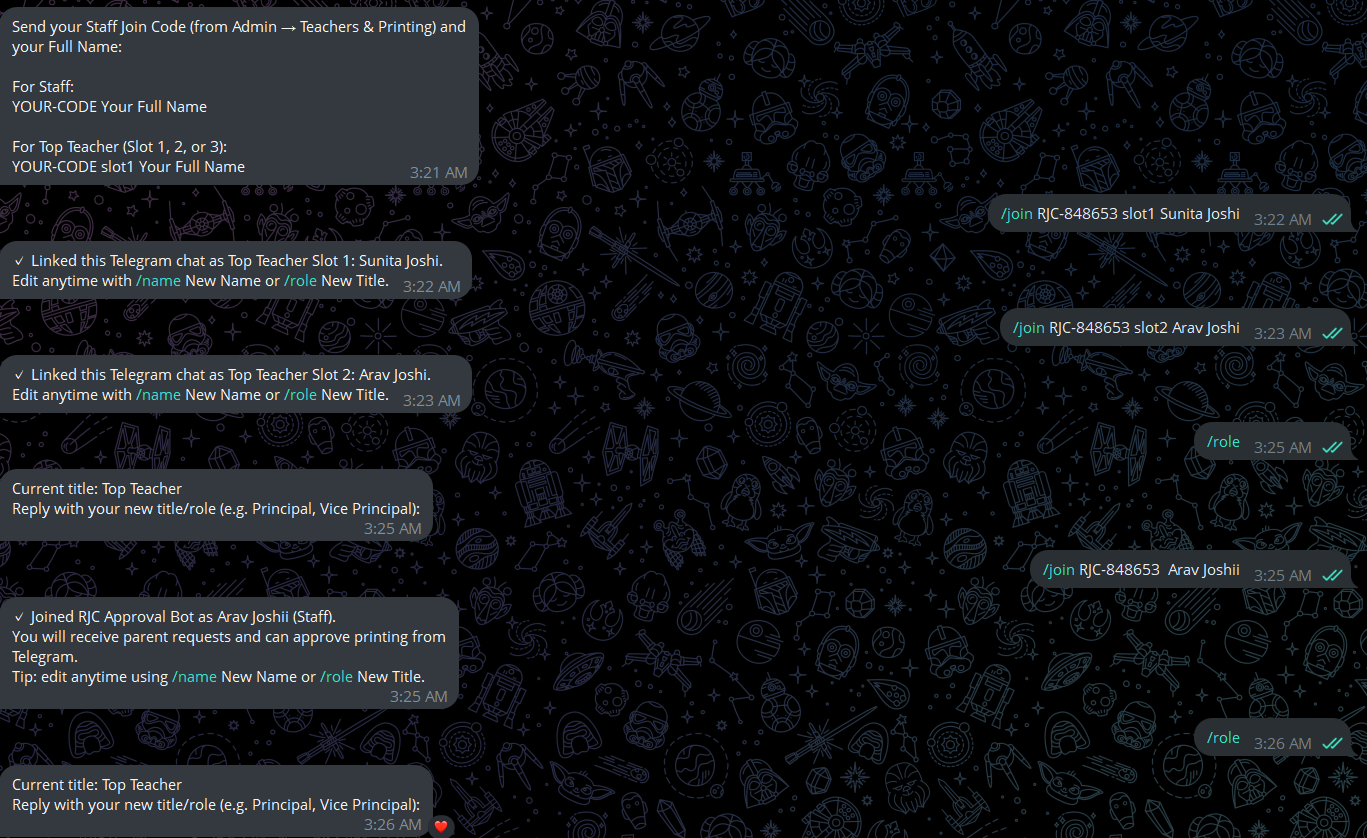 Send your Staff Join Code (from Admin → Teachers & Printing) and
your Full Name:
For Staff:
YOUR-CODE Your Full Name
For Top Teacher (Slot 1, 2, or 3):
YOUR-CODE slot1 Your Full Name
3:21 AM
/join RJC-848653 slot1 Sunita Joshi 3:22 AM
✓ Linked this Telegram chat as Top Teacher Slot 1: Sunita Joshi.
Edit anytime with /name New Name or /role New Title. 3:22 AM
/join RJC-848653 slot2 Arav Joshi 3:23 AM
✓ Linked this Telegram chat as Top Teacher Slot 2: Arav Joshi.
Edit anytime with /name New Name or /role New Title. 3:23 AM
/role 3:25 AM
Current title: Top Teacher
Reply with your new title/role (e.g. Principal, Vice Principal):
3:25 AM
/join RJC-848653  Arav Joshii 3:25 AM
✓ Joined RJC Approval Bot as Arav Joshii (Staff).
You will receive parent requests and can approve printing from
Telegram.
Tip: edit anytime using /name New Name or /role New Title.
3:25 AM
/role 3:26 AM
Current title: Top Teacher
Reply with your new title/role (e.g. Principal, Vice Principal):
3:26 AM